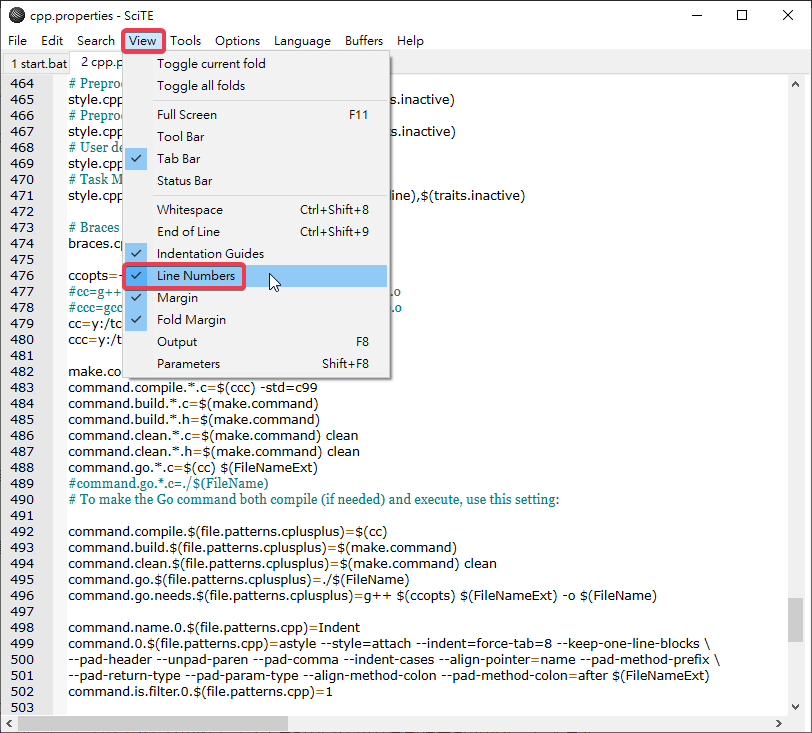 cpp.properties - SciTE
File Edit Search View Tools Options Language Buffers Help
1 start.bat 2 cpp.p
Toggle current fold
Toggle all folds
Full Screen F11
Tool Bar
Tab Bar
Status Bar
Whitespace Ctrl+Shift+8
End of Line Ctrl+Shift+9
Indentation Guides
Line Numbers
Margin
Fold Margin
Output F8
Parameters Shift+F8
464 # Preproc
465 style.cpp s.inactive)
466 # Preproc
467 style.cpp s.inactive)
468 # User de
469 style.cpp
470 # Task M
471 style.cpp line),$(traits.inactive)
472
473 # Braces
474 braces.cp
475
476 ccopts=-
477 #cc=g++ .o
478 #ccc=gcc .o
479 cc=y:/tc
480 ccc=y:/t
481
482 make.co
483 command.compile.*.c=$(ccc) -std=c99
484 command.build.*.c=$(make.command)
485 command.build.*.h=$(make.command)
486 command.clean.*.c=$(make.command) clean
487 command.clean.*.h=$(make.command) clean
488 command.go.*.c=$(cc) $(FileNameExt)
489 #command.go.*.c=./$(FileName)
490 # To make the Go command both compile (if needed) and execute, use this setting:
491
492 command.compile.$(file.patterns.cplusplus)=$(cc)
493 command.build.$(file.patterns.cplusplus)=$(make.command)
494 command.clean.$(file.patterns.cplusplus)=$(make.command) clean
495 command.go.$(file.patterns.cplusplus)=./$(FileName)
496 command.go.needs.$(file.patterns.cplusplus)=g++ $(ccopts) $(FileNameExt) -o $(FileName)
497
498 command.name.0.$(file.patterns.cpp)=Indent
499 command.0.$(file.patterns.cpp)=astyle --style=attach --indent=force-tab=8 --keep-one-line-blocks \
500 --pad-header --unpad-paren --pad-comma --indent-cases --align-pointer=name --pad-method-prefix \
501 --pad-return-type --pad-param-type --align-method-colon --pad-method-colon=after $(FileNameExt)
502 command.is.filter.0.$(file.patterns.cpp)=1
503